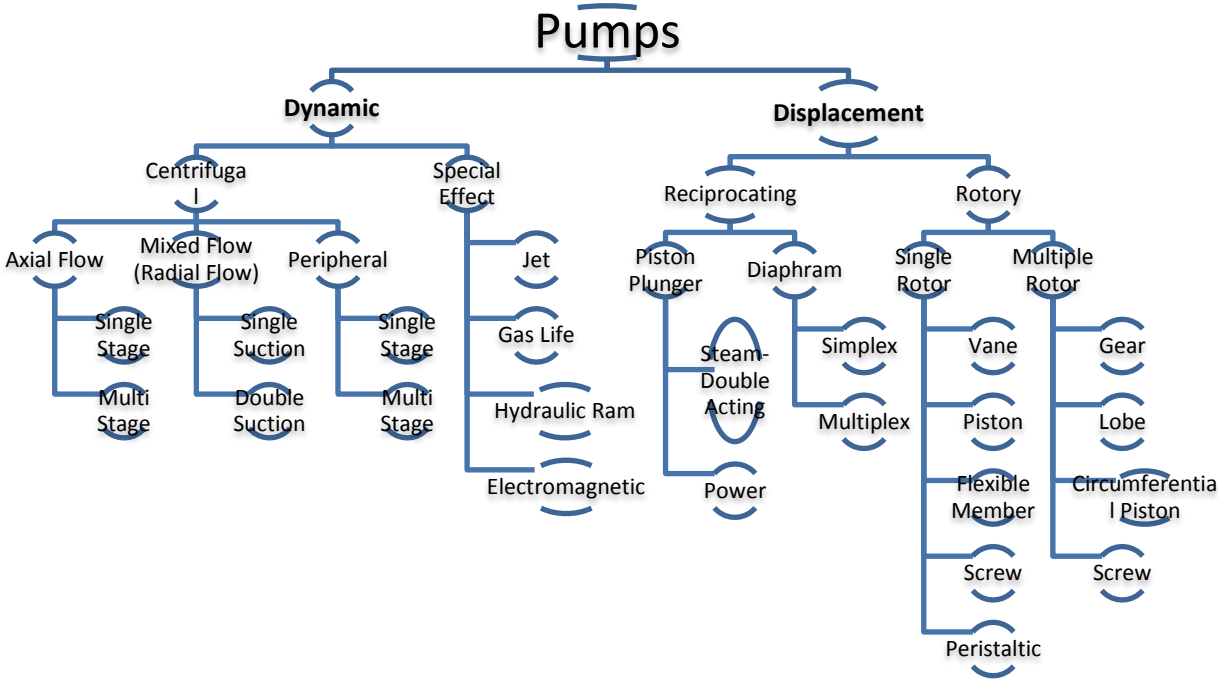 Pumps
Dynamic
Displacement
Centrifuga
l
Special
Effect
Reciprocating
Rotory
Axial Flow
Mixed Flow
(Radial Flow)
Peripheral
Single
Stage
Multi
Stage
Single
Suction
Double
Suction
Single
Stage
Multi
Stage
Jet
Gas Life
Hydraulic Ram
Electromagnetic
Piston
Plunger
Diaphram
Steam-
Double
Acting
Power
Simplex
Multiplex
Single
Rotor
Multiple
Rotor
Vane
Piston
Flexible
Member
Screw
Peristaltic
Gear
Lobe
Circumferentia
l Piston
Screw